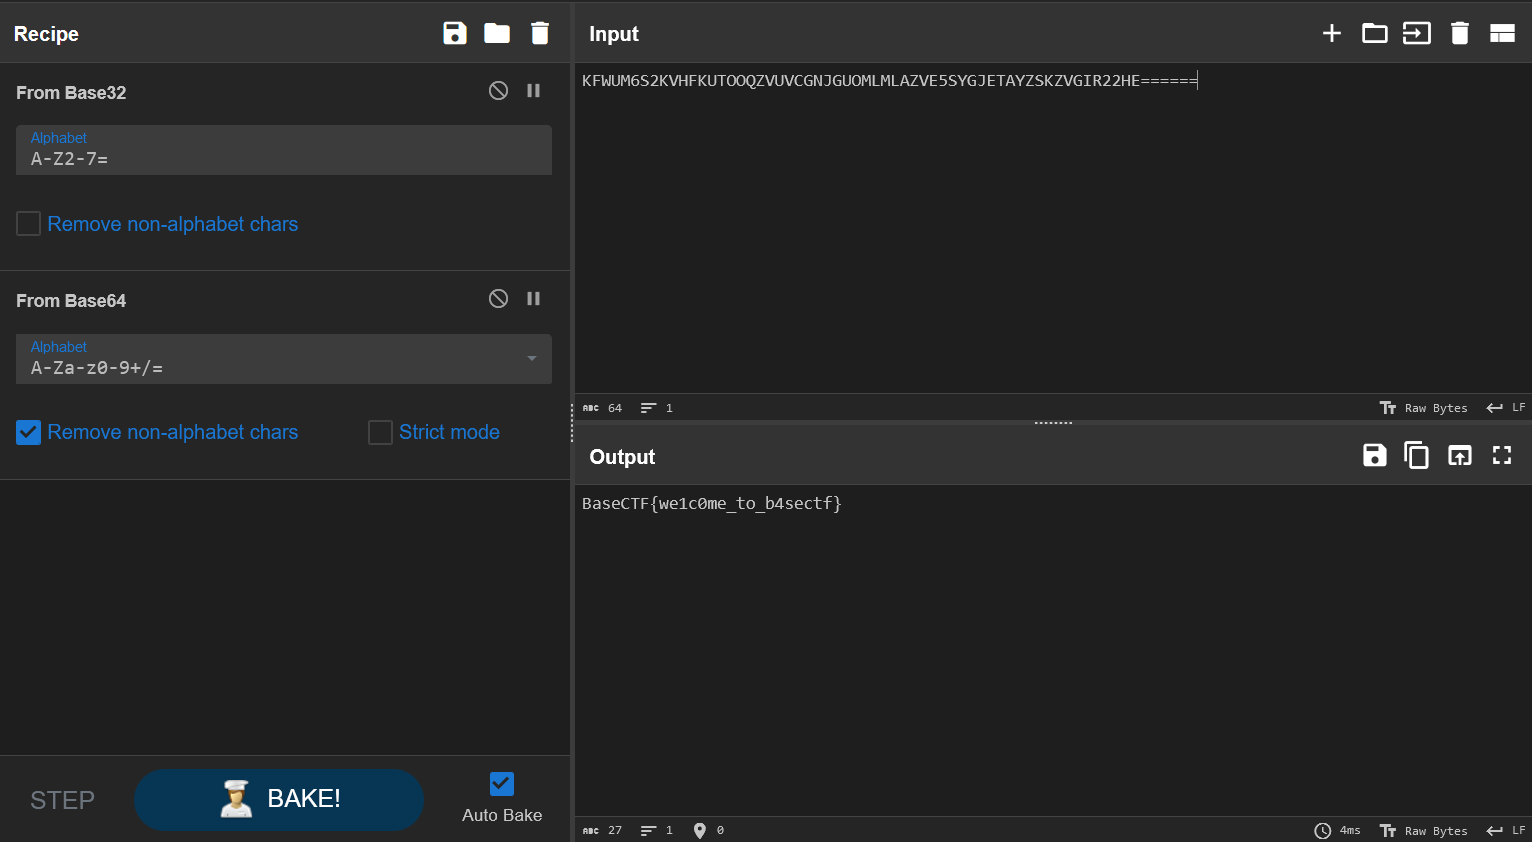 Recipe
From Base32
Alphabet
A-Z2-7=
Remove non-alphabet chars
From Base64
Alphabet
A-Za-z0-9+/=
Remove non-alphabet chars
Strict mode
STEP
BAKE!
Auto Bake
Input
KFWUM6S2KVHFKUTOOQZVUVCGNJGUOMLMLAZVE5SYGJETAYZSKZVGIR22HE======
ABC 64 1
Tт Raw Bytes LF
Output
BaseCTF{we1c0me_to_b4sectf}
ABC 27 1 0
4ms Tт Raw Bytes LF